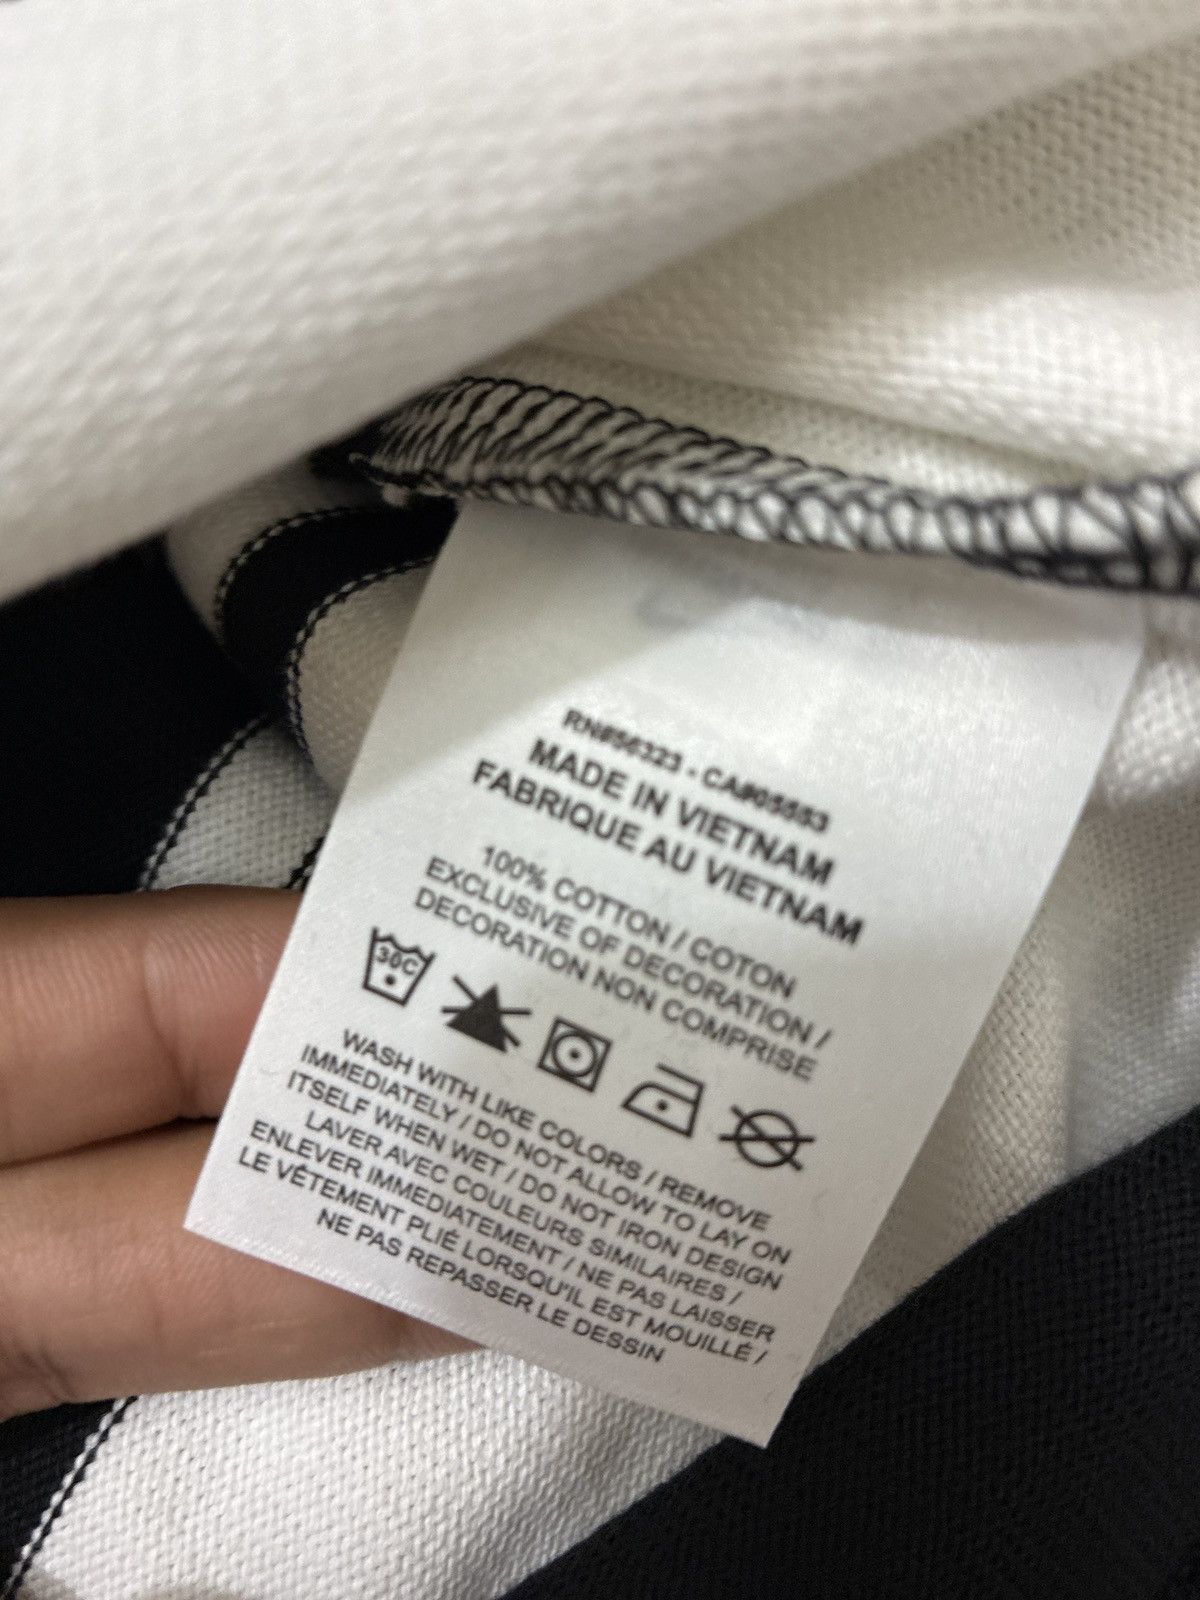 RN#56323 - CA#05553
MADE IN VIETNAM
FABRIQUE AU VIETNAM
100% COTTON / COTON
EXCLUSIVE OF DECORATION /
DECORATION NON COMPRISE
30C
WASH WITH LIKE COLORS / REMOVE
IMMEDIATELY / DO NOT ALLOW TO LAY ON
ITSELF WHEN WET / DO NOT IRON DESIGN
LAVER AVEC COULEURS SIMILAIRES /
ENLEVER IMMEDIATEMENT / NE PAS LAISSER
LE VÊTEMENT PLIÉ LORSQU'IL EST MOUILLÉ /
NE PAS REPASSER LE DESSIN